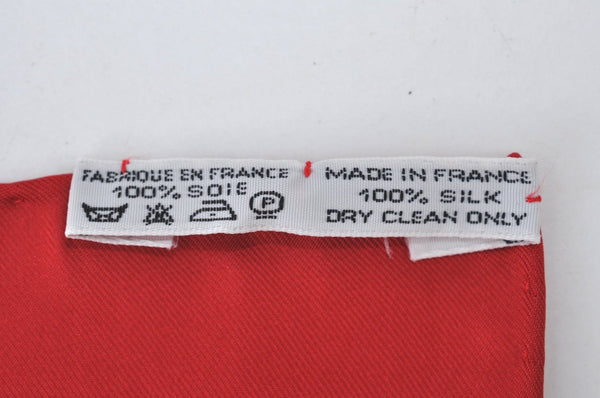 FABRIQUE EN FRANCE
100% SOIE
P
MADE IN FRANCE
100% SILK
DRY CLEAN ONLY